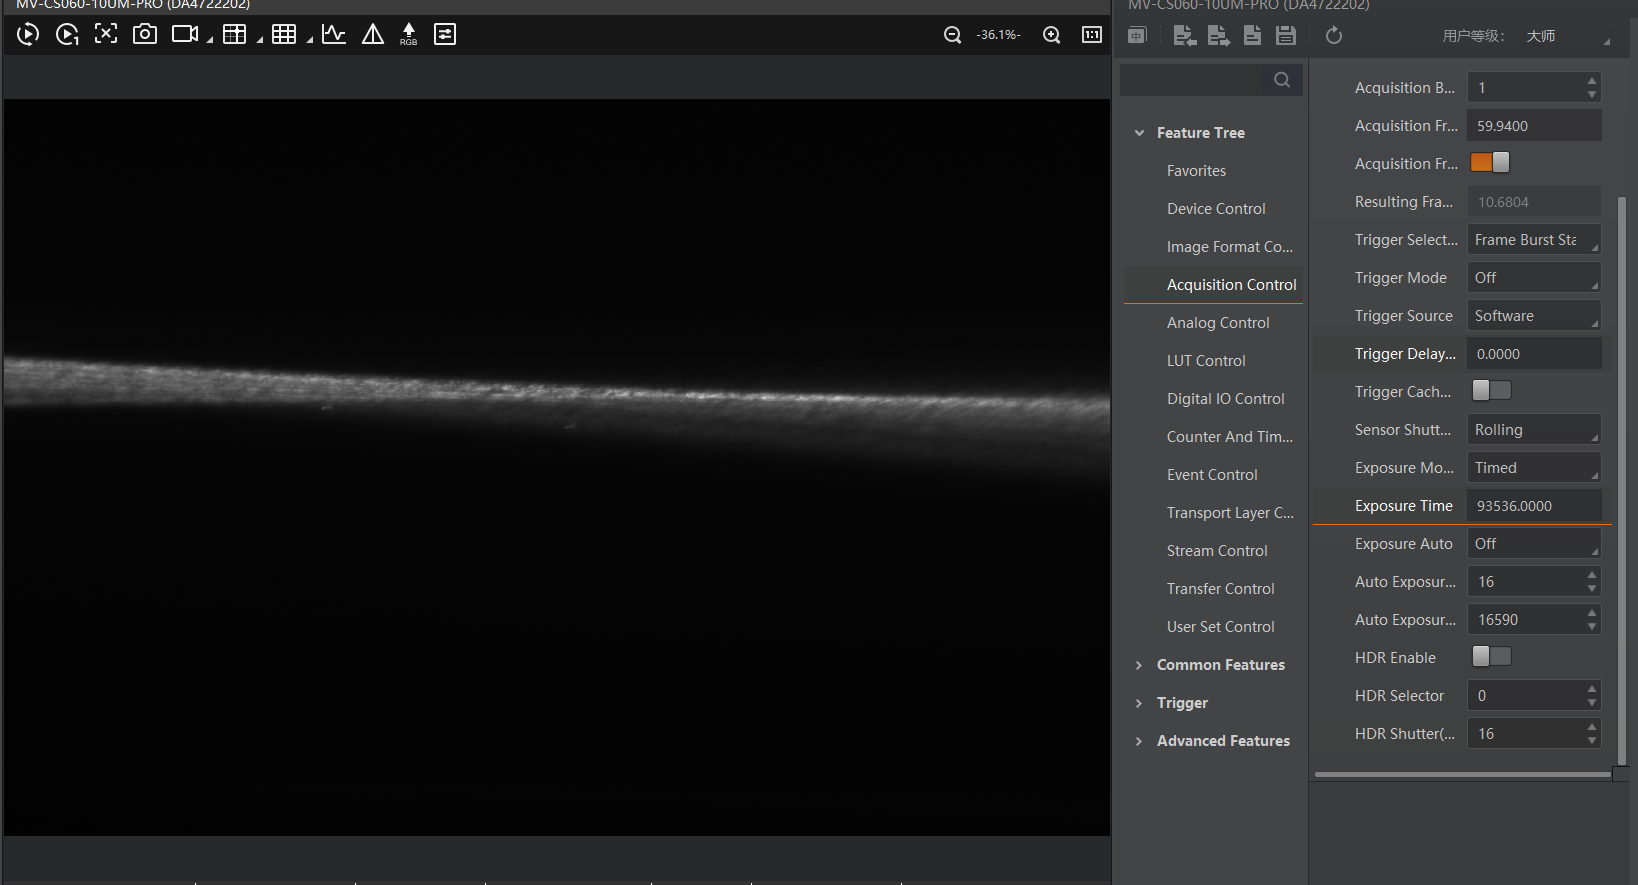 MV-CS060-10UM-PRO (DA4722202)
RGB
-36.1%-
1:1
MV-CS060-10UM-PRO (DA4722202)
中
用户等级： 大师
Feature Tree
Favorites
Device Control
Image Format Co...
Acquisition Control
Analog Control
LUT Control
Digital IO Control
Counter And Tim...
Event Control
Transport Layer C...
Stream Control
Transfer Control
User Set Control
Common Features
Trigger
Advanced Features
Acquisition B... 1
Acquisition Fr... 59.9400
Acquisition Fr...
Resulting Fra... 10.6804
Trigger Select... Frame Burst Sta
Trigger Mode Off
Trigger Source Software
Trigger Delay... 0.0000
Trigger Cach...
Sensor Shutt... Rolling
Exposure Mo... Timed
Exposure Time 93536.0000
Exposure Auto Off
Auto Exposur... 16
Auto Exposur... 16590
HDR Enable
HDR Selector 0
HDR Shutter(... 16